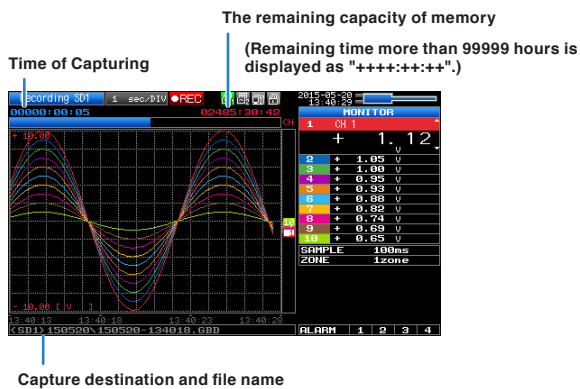 The remaining capacity of memory
(Remaining time more than 99999 hours is
displayed as "++++:++:++".)
Time of Capturing
Recording SD1 1 sec/DIV ●REC 2015-05-20
13:40:29
00000:00:05 02485:30:42
CH
MONITOR
1 CH 1
+ 1. 12
V
+ 10.00
2 + 1.05 V
3 + 1.00 V
4 + 0.95 V
5 + 0.93 V
6 + 0.88 V
7 + 0.82 V
8 + 0.74 V
9 + 0.69 V
10 + 0.65 V
10
1
SAMPLE 100ms
ZONE 1zone
- 10.00 [ V ]
13:40:13 13:40:18 13:40:23 13:40:28
<SD1> 150520\150520-134018.GBD
ALARM 1 2 3 4
Capture destination and file name